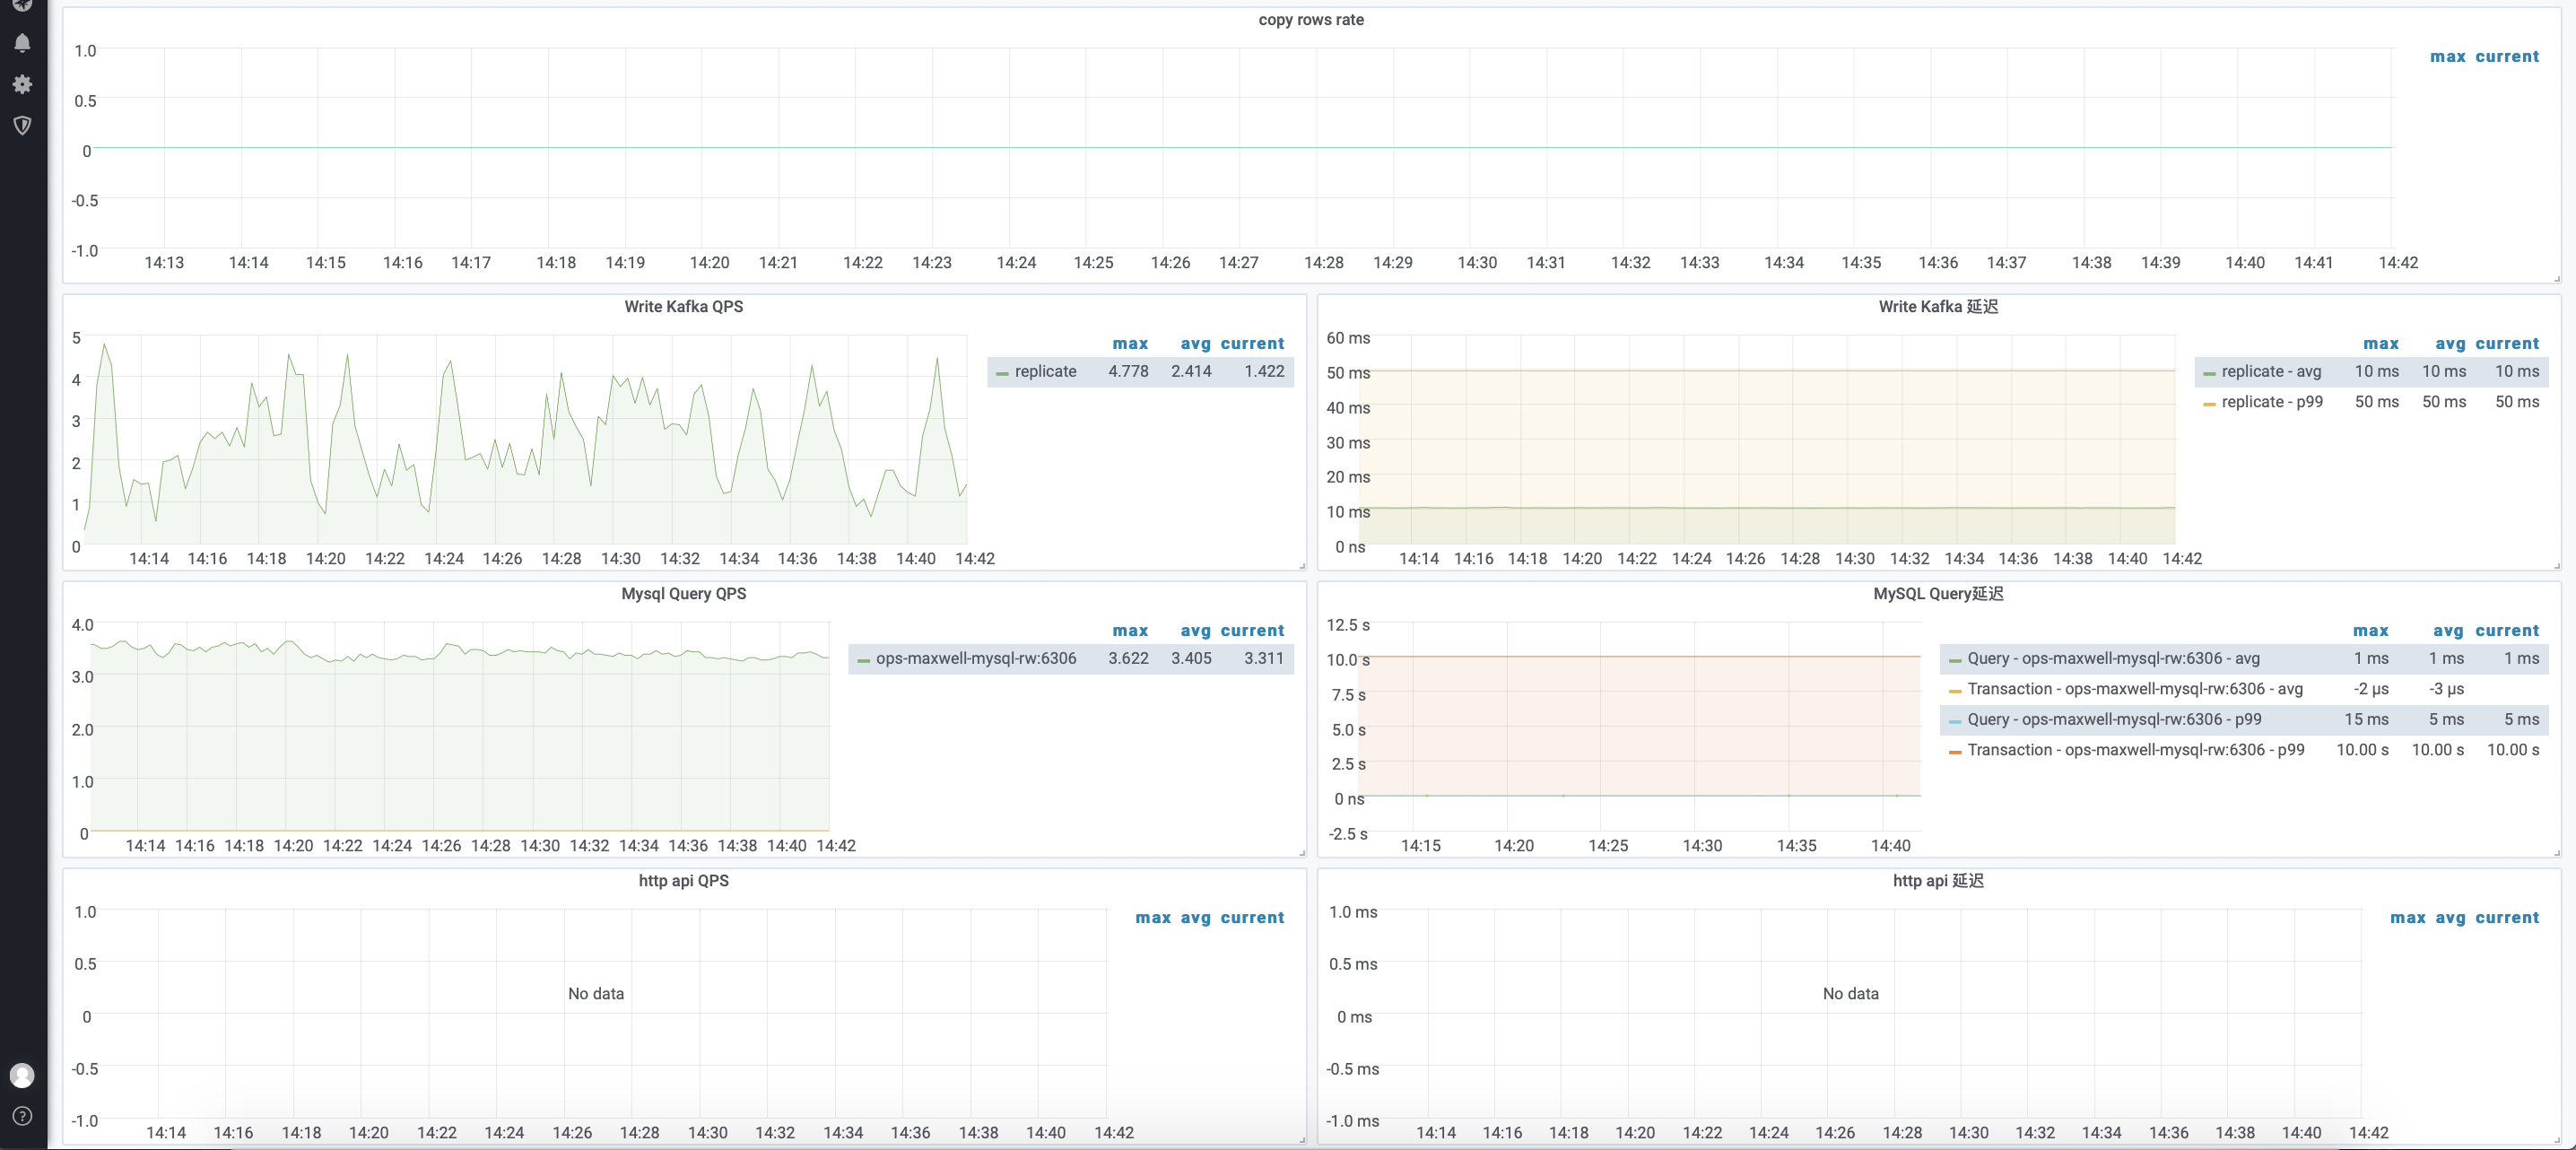 copy rows rate
max current
1.0
0.5
0
-0.5
-1.0
14:13 14:14 14:15 14:16 14:17 14:18 14:19 14:20 14:21 14:22 14:23 14:24 14:25 14:26 14:27 14:28 14:29 14:30 14:31 14:32 14:33 14:34 14:35 14:36 14:37 14:38 14:39 14:40 14:41 14:42
Write Kafka QPS
5
4
3
2
1
0
14:14 14:16 14:18 14:20 14:22 14:24 14:26 14:28 14:30 14:32 14:34 14:36 14:38 14:40 14:42
max avg current
replicate 4.778 2.414 1.422
Write Kafka 延迟
60 ms
50 ms
40 ms
30 ms
20 ms
10 ms
0 ns
14:14 14:16 14:18 14:20 14:22 14:24 14:26 14:28 14:30 14:32 14:34 14:36 14:38 14:40 14:42
max avg current
replicate - avg 10 ms 10 ms 10 ms
replicate - p99 50 ms 50 ms 50 ms
Mysql Query QPS
4.0
3.0
2.0
1.0
0
14:14 14:16 14:18 14:20 14:22 14:24 14:26 14:28 14:30 14:32 14:34 14:36 14:38 14:40 14:42
max avg current
ops-maxwell-mysql-rw:6306 3.622 3.405 3.311
MySQL Query延迟
12.5 s
10.0 s
7.5 s
5.0 s
2.5 s
0 ns
-2.5 s
14:15 14:20 14:25 14:30 14:35 14:40
max avg current
Query - ops-maxwell-mysql-rw:6306 - avg 1 ms 1 ms 1 ms
Transaction - ops-maxwell-mysql-rw:6306 - avg -2 µs -3 µs
Query - ops-maxwell-mysql-rw:6306 - p99 15 ms 5 ms 5 ms
Transaction - ops-maxwell-mysql-rw:6306 - p99 10.00 s 10.00 s 10.00 s
http api QPS
1.0
0.5
0
-0.5
-1.0
No data
14:14 14:16 14:18 14:20 14:22 14:24 14:26 14:28 14:30 14:32 14:34 14:36 14:38 14:40 14:42
max avg current
http api 延迟
1.0 ms
0.5 ms
0 ms
-0.5 ms
-1.0 ms
No data
14:14 14:16 14:18 14:20 14:22 14:24 14:26 14:28 14:30 14:32 14:34 14:36 14:38 14:40 14:42
max avg current